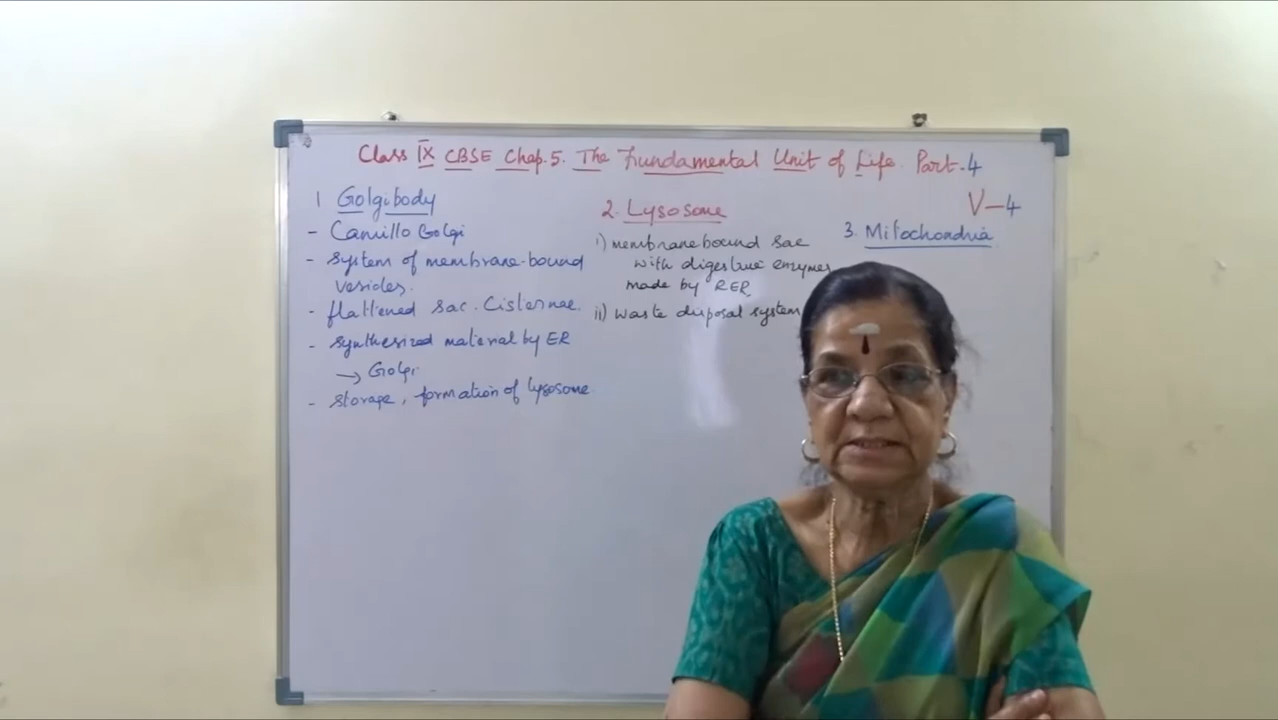 Class IX CBSE Chap.5. The Fundamental Unit of Life. Part-4
V-4
1 Golgibody
- Camillo Golgi
- system of membrane-bound
vesicles.
- flattened sac. Cisternae.
- synthesized material by ER
→ Golgi
- storage, formation of lysosome
2. Lysosome
i) membrane bound sac
with digestive enzymes
made by RER
ii) waste disposal system
3. Mitochondria